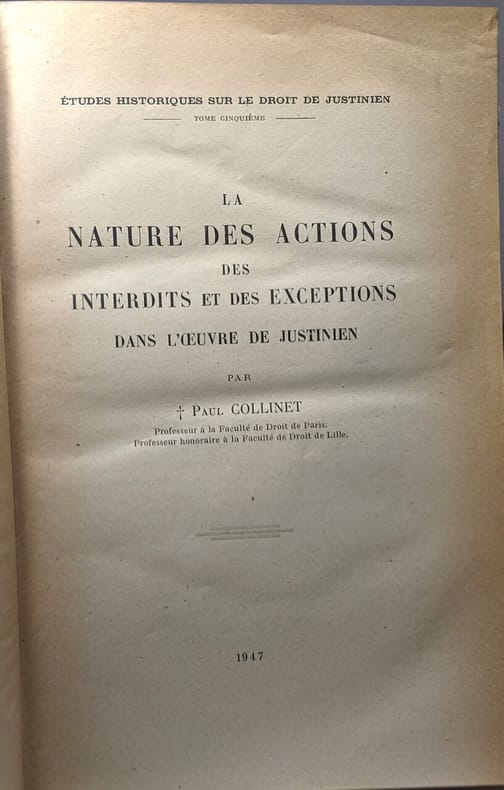 ÉTUDES HISTORIQUES SUR LE DROIT DE JUSTINIEN
TOME CINQUIÈME
LA
NATURE DES ACTIONS
DES
INTERDITS ET DES EXCEPTIONS
DANS L'ŒUVRE DE JUSTINIEN
PAR
† PAUL COLLINET
Professeur à la Faculté de Droit de Paris.
Professeur honoraire à la Faculté de Droit de Lille.
1947